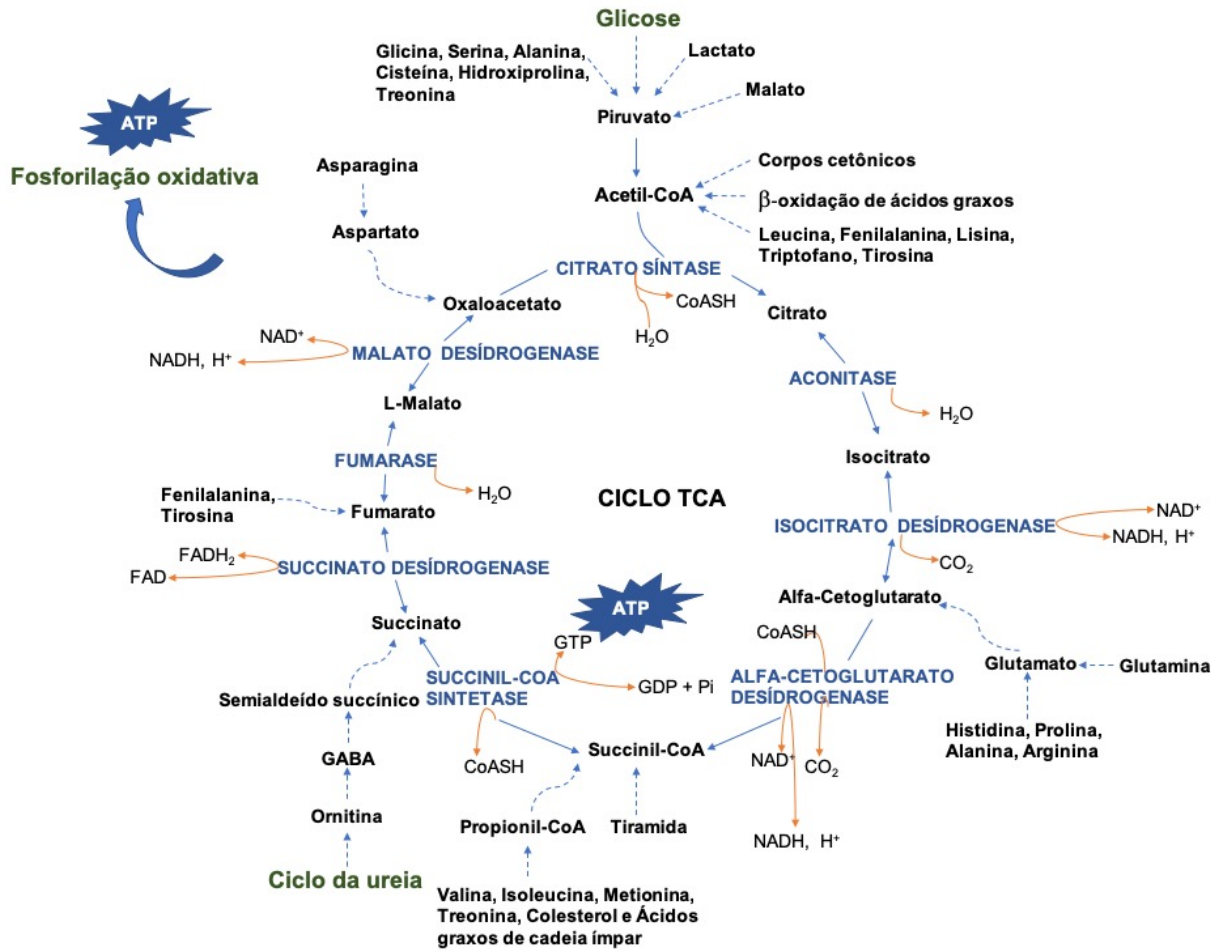 Glicose
Glicina, Serina, Alanina,
Cisteína, Hidroxiprolina,
Treonina
Lactato
Malato
Piruvato
ATP
Fosforilação oxidativa
Asparagina
Aspartato
Acetil-CoA
Corpos cetônicos
β-oxidação de ácidos graxos
Leucina, Fenilalanina, Lisina,
Triptofano, Tirosina
CITRATO SÍNTASE
Oxaloacetato
CoASH
H₂O
Citrato
NAD⁺
NADH, H⁺
MALATO DESÍDROGENASE
ACONITASE
H₂O
L-Malato
Isocitrato
FUMARASE
H₂O
CICLO TCA
Fenilalanina,
Tirosina
Fumarato
ISOCITRATO DESÍDROGENASE
NAD⁺
NADH, H⁺
CO₂
FADH₂
FAD
SUCCINATO DESÍDROGENASE
Alfa-Cetoglutarato
ATP
Succinato
GTP
GDP + Pi
CoASH
Glutamato
Glutamina
SUCCINIL-COA
SINTETASE
ALFA-CETOGLUTARATO
DESÍDROGENASE
Semialdeído succínico
Histidina, Prolina,
Alanina, Arginina
GABA
CoASH
Succinil-CoA
NAD⁺
CO₂
Ornitina
Propionil-CoA
Tiramida
NADH, H⁺
Ciclo da ureia
Valina, Isoleucina, Metionina,
Treonina, Colesterol e Ácidos
graxos de cadeia ímpar